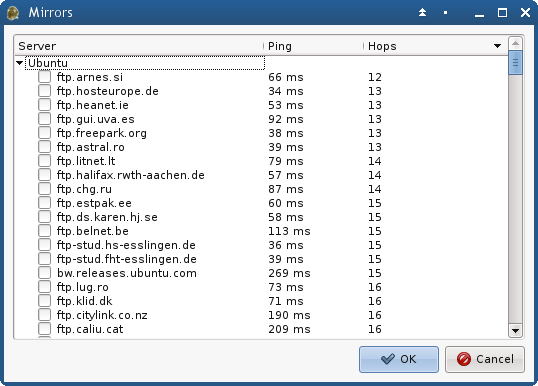 Mirrors
Server Ping Hops
Ubuntu
ftp.arnes.si 66 ms 12
ftp.hosteurope.de 34 ms 13
ftp.heanet.ie 53 ms 13
ftp.gui.uva.es 92 ms 13
ftp.freepark.org 38 ms 13
ftp.astral.ro 39 ms 13
ftp.litnet.lt 79 ms 14
ftp.halifax.rwth-aachen.de 57 ms 14
ftp.chg.ru 87 ms 14
ftp.estpak.ee 60 ms 15
ftp.ds.karen.hj.se 58 ms 15
ftp.belnet.be 113 ms 15
ftp-stud.hs-esslingen.de 36 ms 15
ftp-stud.fht-esslingen.de 39 ms 15
bw.releases.ubuntu.com 269 ms 15
ftp.lug.ro 73 ms 16
ftp.klid.dk 71 ms 16
ftp.citylink.co.nz 190 ms 16
ftp.caliu.cat 209 ms 16
OK Cancel